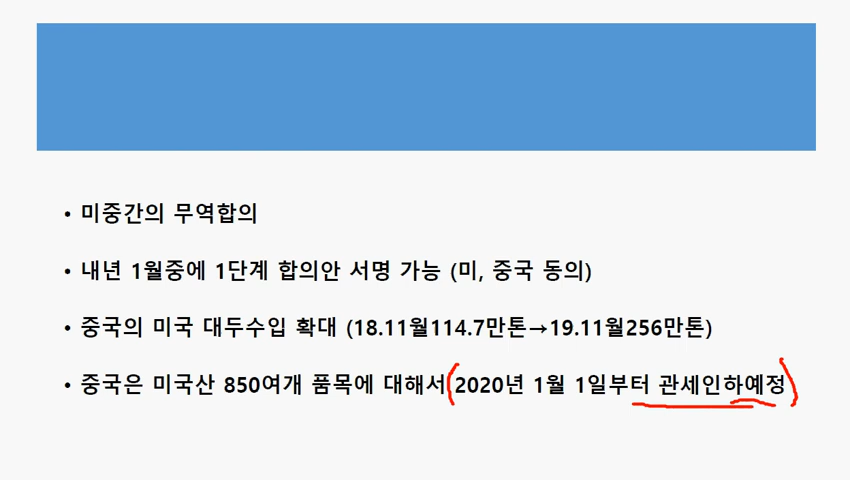 • 미중간의 무역합의
• 내년 1월중에 1단계 합의안 서명 가능 (미, 중국 동의)
• 중국의 미국 대두수입 확대 (18.11월114.7만톤→19.11월256만톤)
• 중국은 미국산 850여개 품목에 대해서 2020년 1월 1일부터 관세인하예정